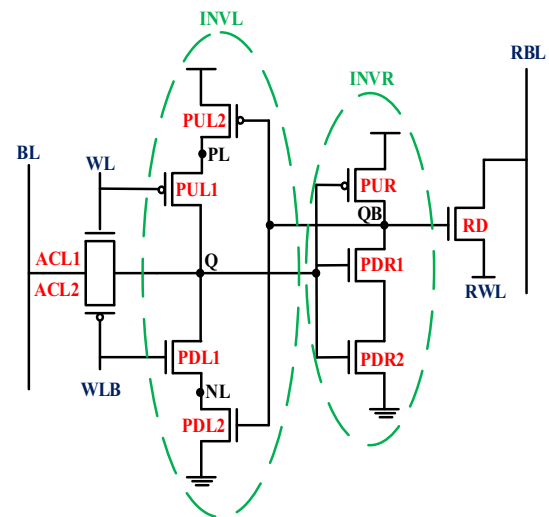 INVL
INVR
RBL
PUL2
BL
WL
PL
PUL1
PUR
QB
RD
ACL1
Q
ACL2
PDR1
RWL
PDL1
PDR2
WLB
NL
PDL2